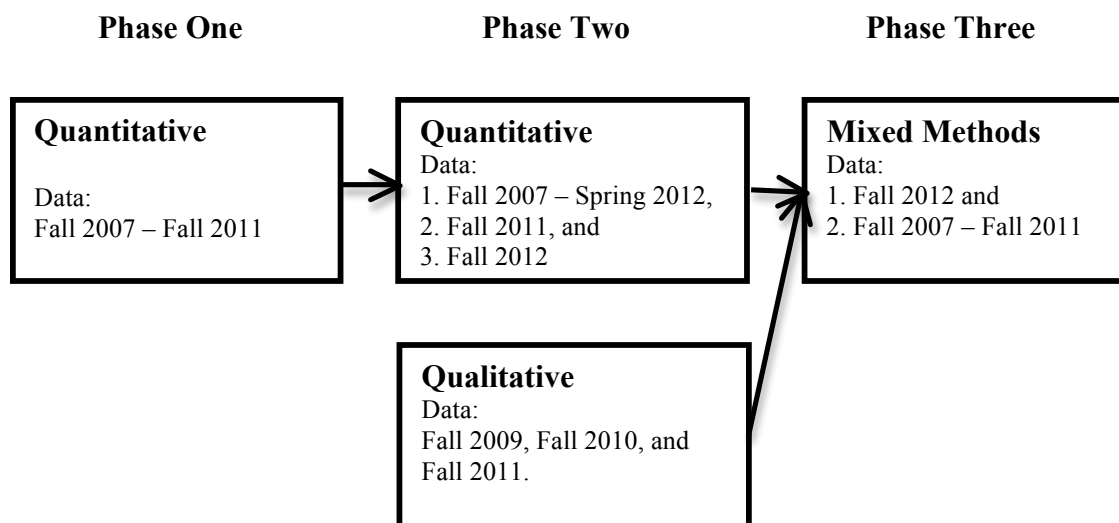 Phase One
Phase Two
Phase Three
Quantitative
Data:
Fall 2007 – Fall 2011
Quantitative
Data:
1. Fall 2007 – Spring 2012,
2. Fall 2011, and
3. Fall 2012
Mixed Methods
Data:
1. Fall 2012 and
2. Fall 2007 – Fall 2011
Qualitative
Data:
Fall 2009, Fall 2010, and
Fall 2011.